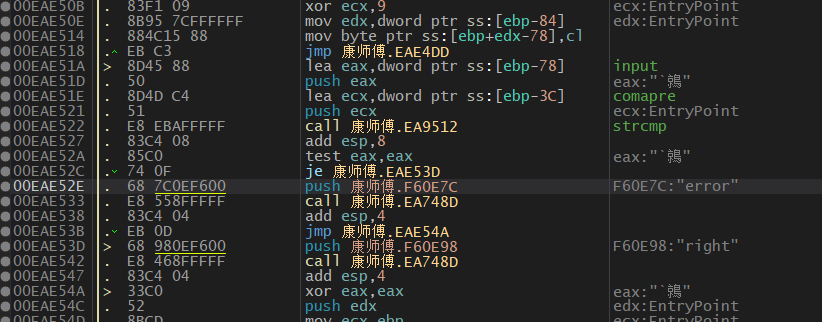 00EAE50B . 83F1 09 xor ecx,9 ecx:EntryPoint
00EAE50E . 8B95 7CFFFFFF mov edx,dword ptr ss:[ebp-84] edx:EntryPoint
00EAE514 . 884C15 88 mov byte ptr ss:[ebp+edx-78],cl
00EAE518 . EB C3 jmp 康师傅.EAE4DD
00EAE51A > 8D45 88 lea eax,dword ptr ss:[ebp-78] input
00EAE51D . 50 push eax eax:"`
00EAE51E . 8D4D C4 lea ecx,dword ptr ss:[ebp-3C] comapre
00EAE521 . 51 push ecx ecx:EntryPoint
00EAE522 . E8 EBAFFFFF call 康师傅.EA9512 strcmp
00EAE527 . 83C4 08 add esp,8
00EAE52A . 85C0 test eax,eax eax:"`
00EAE52C . 74 0F je 康师傅.EAE53D
00EAE52E . 68 7C0EF600 push 康师傅.F60E7C F60E7C:"error"
00EAE533 . E8 558FFFFF call 康师傅.EA748D
00EAE538 . 83C4 04 add esp,4
00EAE53B . EB 0D jmp 康师傅.EAE54A
00EAE53D > 68 980EF600 push 康师傅.F60E98 F60E98:"right"
00EAE542 . E8 468FFFFF call 康师傅.EA748D
00EAE547 . 83C4 04 add esp,4
00EAE54A > 33C0 xor eax,eax eax:"`
00EAE54C . 52 push edx edx:EntryPoint
00EAE54D . 8BCD mov ecx,ebp